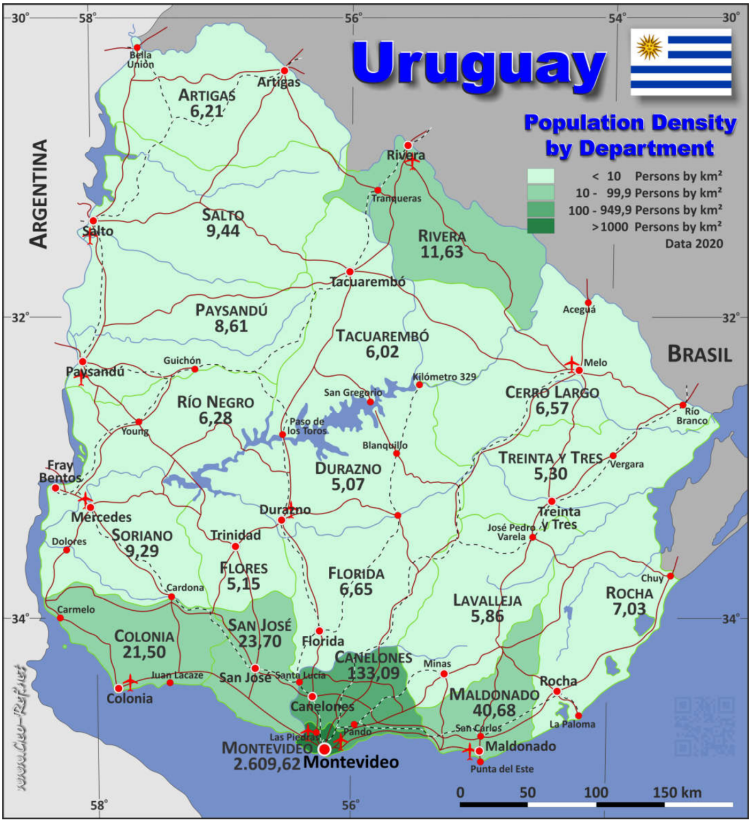 30°
56°
54°
30°
Uruguay
Population Density
by Department
< 10 Persons by km²
10 - 99,9 Persons by km²
100 - 949,9 Persons by km²
>1000 Persons by km²
Data 2020
Bella
Unión
ARTIGAS
6,21
Artigas
ARGENTINA
Rivera
Tranqueras
SALTO
9,44
Salto
RIVERA
11,63
Tacuarembó
PAYSANDÚ
8,61
TACUAREMBÓ
6,02
Aceguá
32°
32°
BRASIL
Paysandú
Guichón
Melo
Kilómetro 329
San Gregorio
CERRO LARGO
6,57
RÍO NEGRO
6,28
Río
Branco
Young
Paso de
los Toros
Blanquillo
TREINTA Y TRES
5,30
Vergara
Fray
Bentos
DURAZNO
5,07
Mercedes
Durazno
Treinta
y Tres
SORIANO
9,29
Trinidad
José Pedro
Varela
Dolores
FLORES
5,15
FLORIDA
6,65
Chuy
Cardona
LAVALLEJA
5,86
ROCHA
7,03
34°
34°
Carmelo
COLONIA
21,50
SAN JOSÉ
23,70
Florida
CANELONES
133,09
Minas
Juan Lacaze
San José
Santa Lucía
Rocha
Colonia
Canelones
MALDONADO
40,68
La Paloma
Las Piedras
Pando
San Carlos
MONTEVIDEO
2.609,62
Montevideo
Maldonado
Punta del Este
www.Geo-Ref.net
0 50 100 150 km
58°
56°